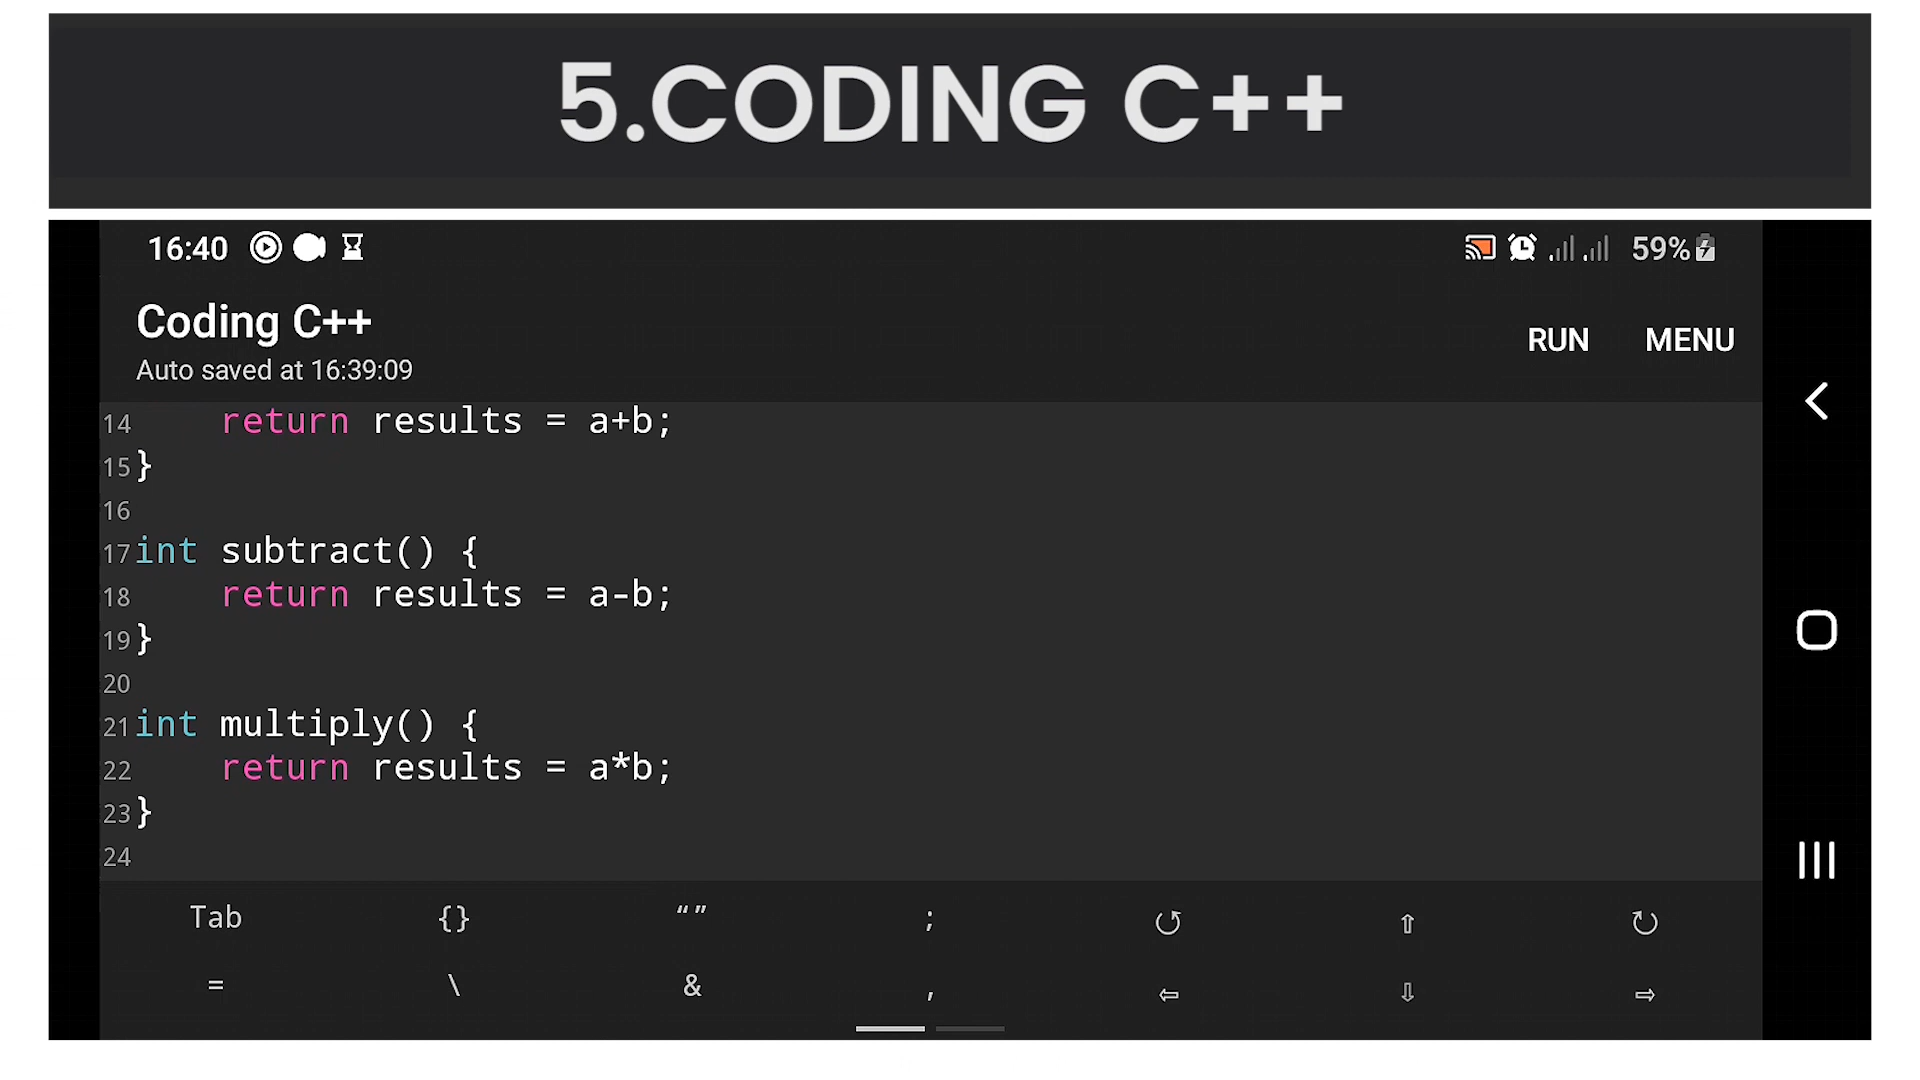 5.CODING C++
16:40 59%
Coding C++
Auto saved at 16:39:09
RUN MENU
14 return results = a+b;
15 }
16
17 int subtract() {
18 return results = a-b;
19 }
20
21 int multiply() {
22 return results = a*b;
23 }
24
Tab {} “” ; ↺ ⇧ ↻
= \ & , ⇦ ⇩ ⇨